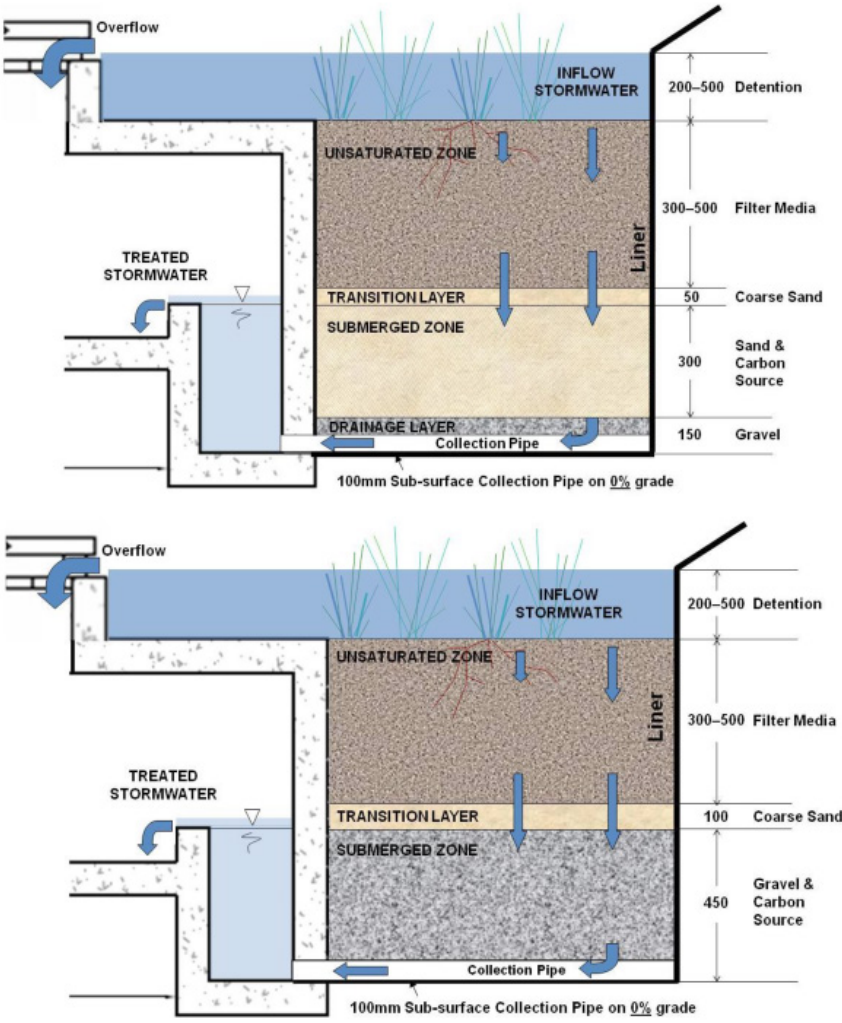 Overflow
INFLOW
STORMWATER
200–500 Detention
UNSATURATED ZONE
300–500 Filter Media
Liner
TREATED
STORMWATER
TRANSITION LAYER
50 Coarse Sand
SUBMERGED ZONE
Sand &
300 Carbon
Source
DRAINAGE LAYER
150 Gravel
Collection Pipe
100mm Sub-surface Collection Pipe on 0% grade
Overflow
INFLOW
STORMWATER
200–500 Detention
UNSATURATED ZONE
300–500 Filter Media
Liner
TREATED
STORMWATER
TRANSITION LAYER
100 Coarse Sand
SUBMERGED ZONE
Gravel &
450 Carbon
Source
Collection Pipe
100mm Sub-surface Collection Pipe on 0% grade